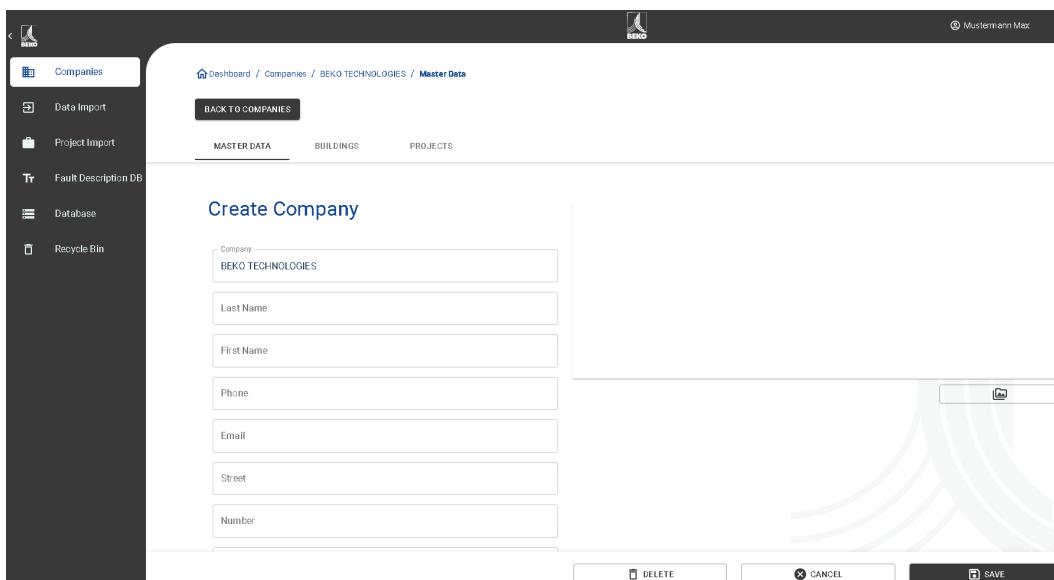 BEKO
BEKO
Mustermann Max
Companies
Data Import
Project Import
Fault Description DB
Database
Recycle Bin
Dashboard / Companies / BEKO TECHNOLOGIES / Master Data
BACK TO COMPANIES
MASTER DATA BUILDINGS PROJECTS
Create Company
Company
BEKO TECHNOLOGIES
Last Name
First Name
Phone
Email
Street
Number
DELETE CANCEL SAVE